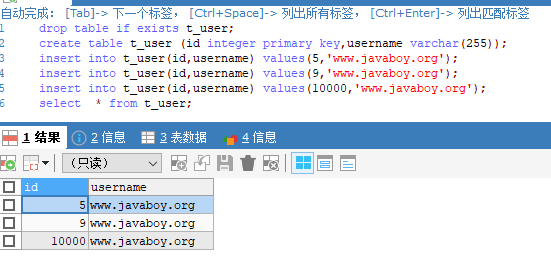 自动完成: [Tab]-> 下一个标签, [Ctrl+Space]-> 列出所有标签, [Ctrl+Enter]-> 列出匹配标签
1 drop table if exists t_user;
2 create table t_user (id integer primary key,username varchar(255));
3 insert into t_user(id,username) values(5,'www.javaboy.org');
4 insert into t_user(id,username) values(9,'www.javaboy.org');
5 insert into t_user(id,username) values(10000,'www.javaboy.org');
6 select * from t_user;
1 结果 2 信息 3 表数据 4 信息
(只读)
id username
5 www.javaboy.org
9 www.javaboy.org
10000 www.javaboy.org